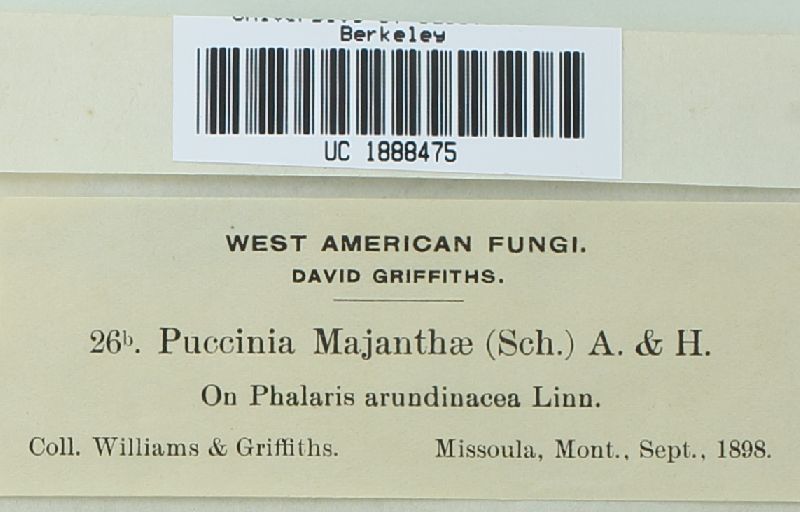 Berkeley
UC 1888475
WEST AMERICAN FUNGI.
DAVID GRIFFITHS.
26ᵇ. Puccinia Majanthæ (Sch.) A. & H.
On Phalaris arundinacea Linn.
Coll. Williams & Griffiths. Missoula, Mont., Sept., 1898.